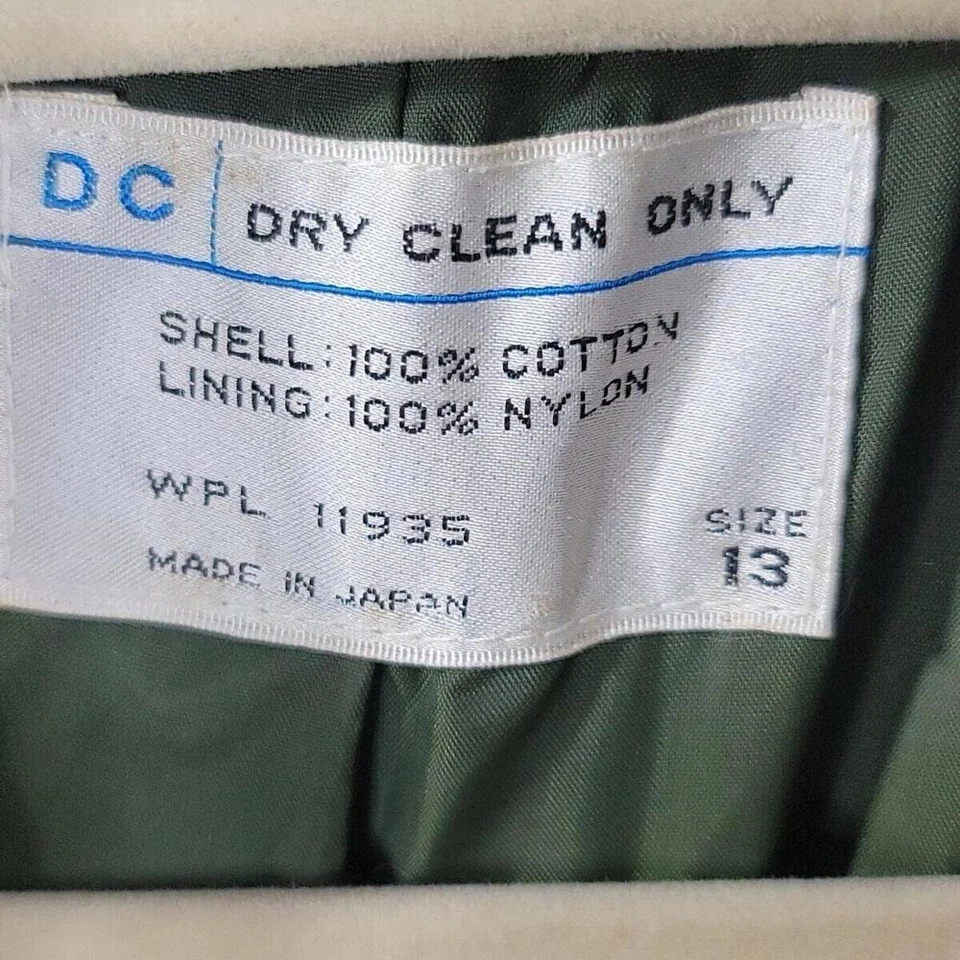 DC DRY CLEAN ONLY
SHELL:100% COTTON
LINING:100% NYLON
WPL 11935
SIZE
13
MADE IN JAPAN